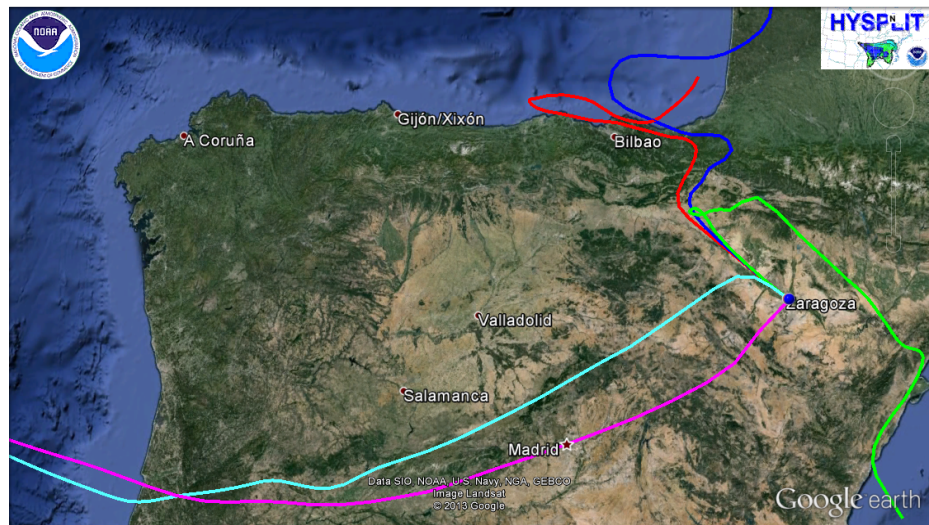 NOAA
HYSPLIT
N
Gijón/Xixón
A Coruña
Bilbao
Zaragoza
Valladolid
Salamanca
Madrid
Data SIO, NOAA, U.S. Navy, NGA, GEBCO
Image Landsat
© 2013 Google
Google earth